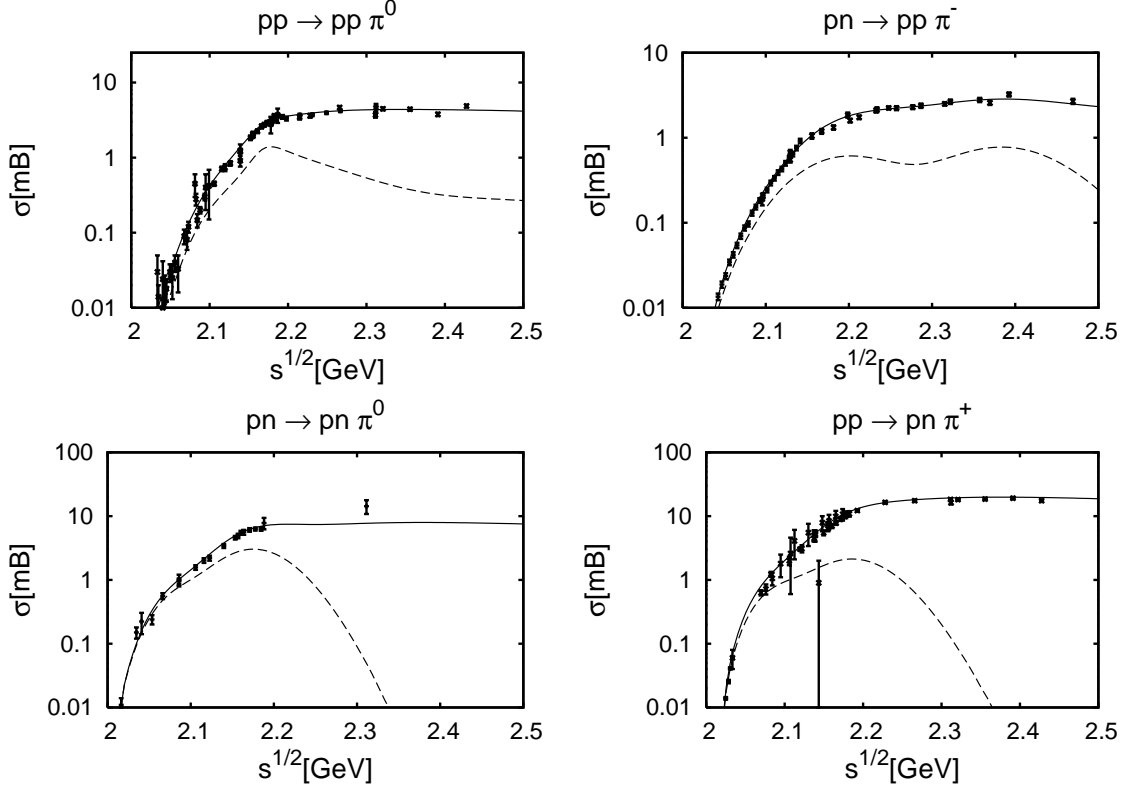 pp → pp π⁰
10
1
0.1
0.01
σ[mB]
2 2.1 2.2 2.3 2.4 2.5
s^1/2[GeV]
pn → pp π⁻
10
1
0.1
0.01
σ[mB]
2 2.1 2.2 2.3 2.4 2.5
s^1/2[GeV]
pn → pn π⁰
100
10
1
0.1
0.01
σ[mB]
2 2.1 2.2 2.3 2.4 2.5
s^1/2[GeV]
pp → pn π⁺
100
10
1
0.1
0.01
σ[mB]
2 2.1 2.2 2.3 2.4 2.5
s^1/2[GeV]